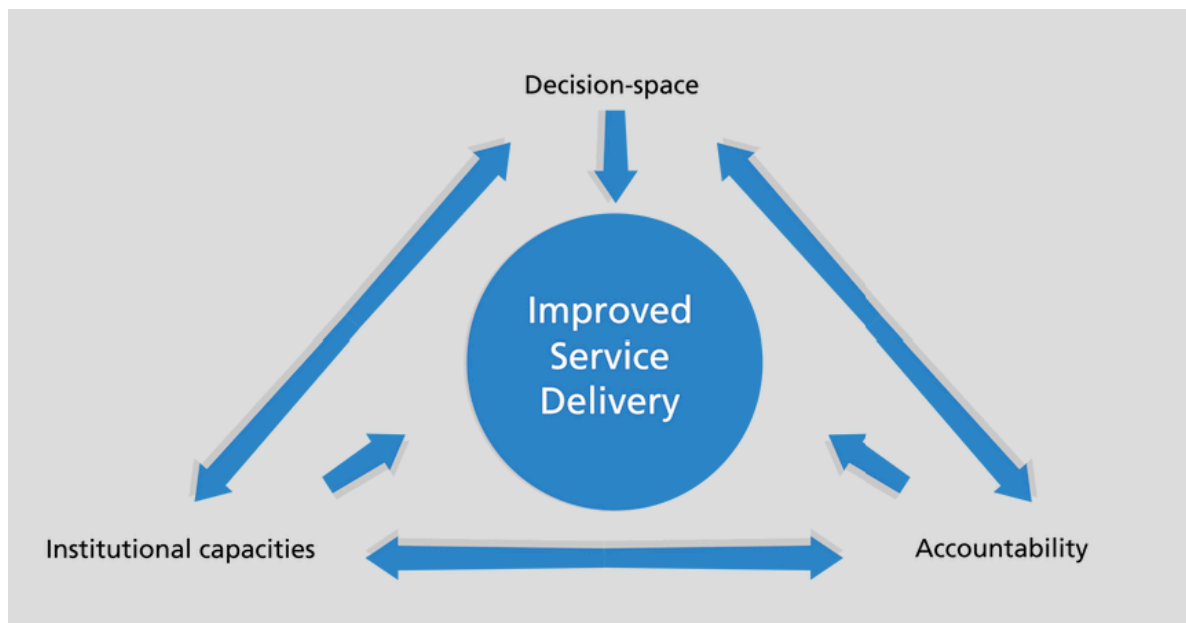 Decision-space
Improved
Service
Delivery
Institutional capacities
Accountability